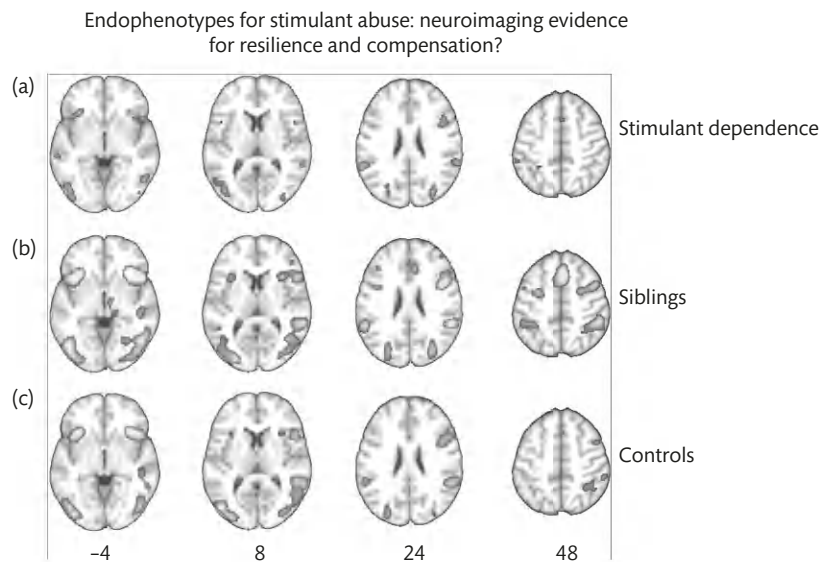 Endophenotypes for stimulant abuse: neuroimaging evidence
for resilience and compensation?
(a)
Stimulant dependence
(b)
Siblings
(c)
Controls
–4 8 24 48